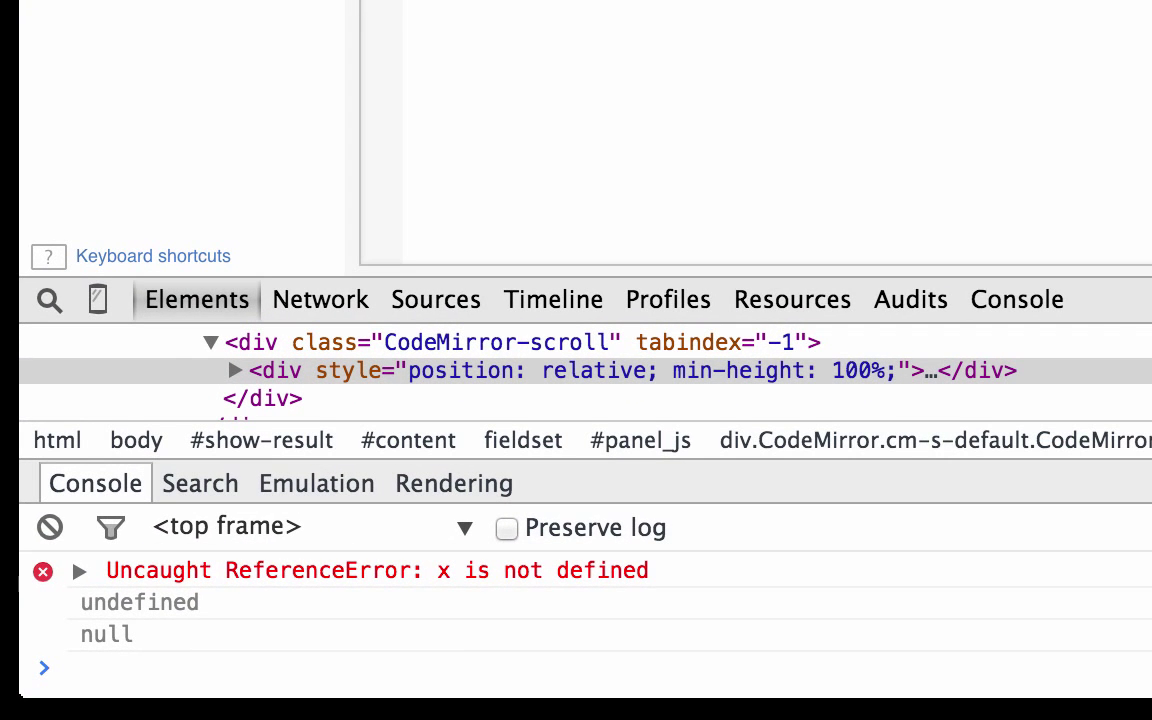 ? Keyboard shortcuts
Elements Network Sources Timeline Profiles Resources Audits Console
<div class="CodeMirror-scroll" tabindex="-1">
<div style="position: relative; min-height: 100%;">…</div>
</div>
html body #show-result #content fieldset #panel_js div.CodeMirror.cm-s-default.CodeMirror
Console Search Emulation Rendering
<top frame> Preserve log
Uncaught ReferenceError: x is not defined
undefined
null